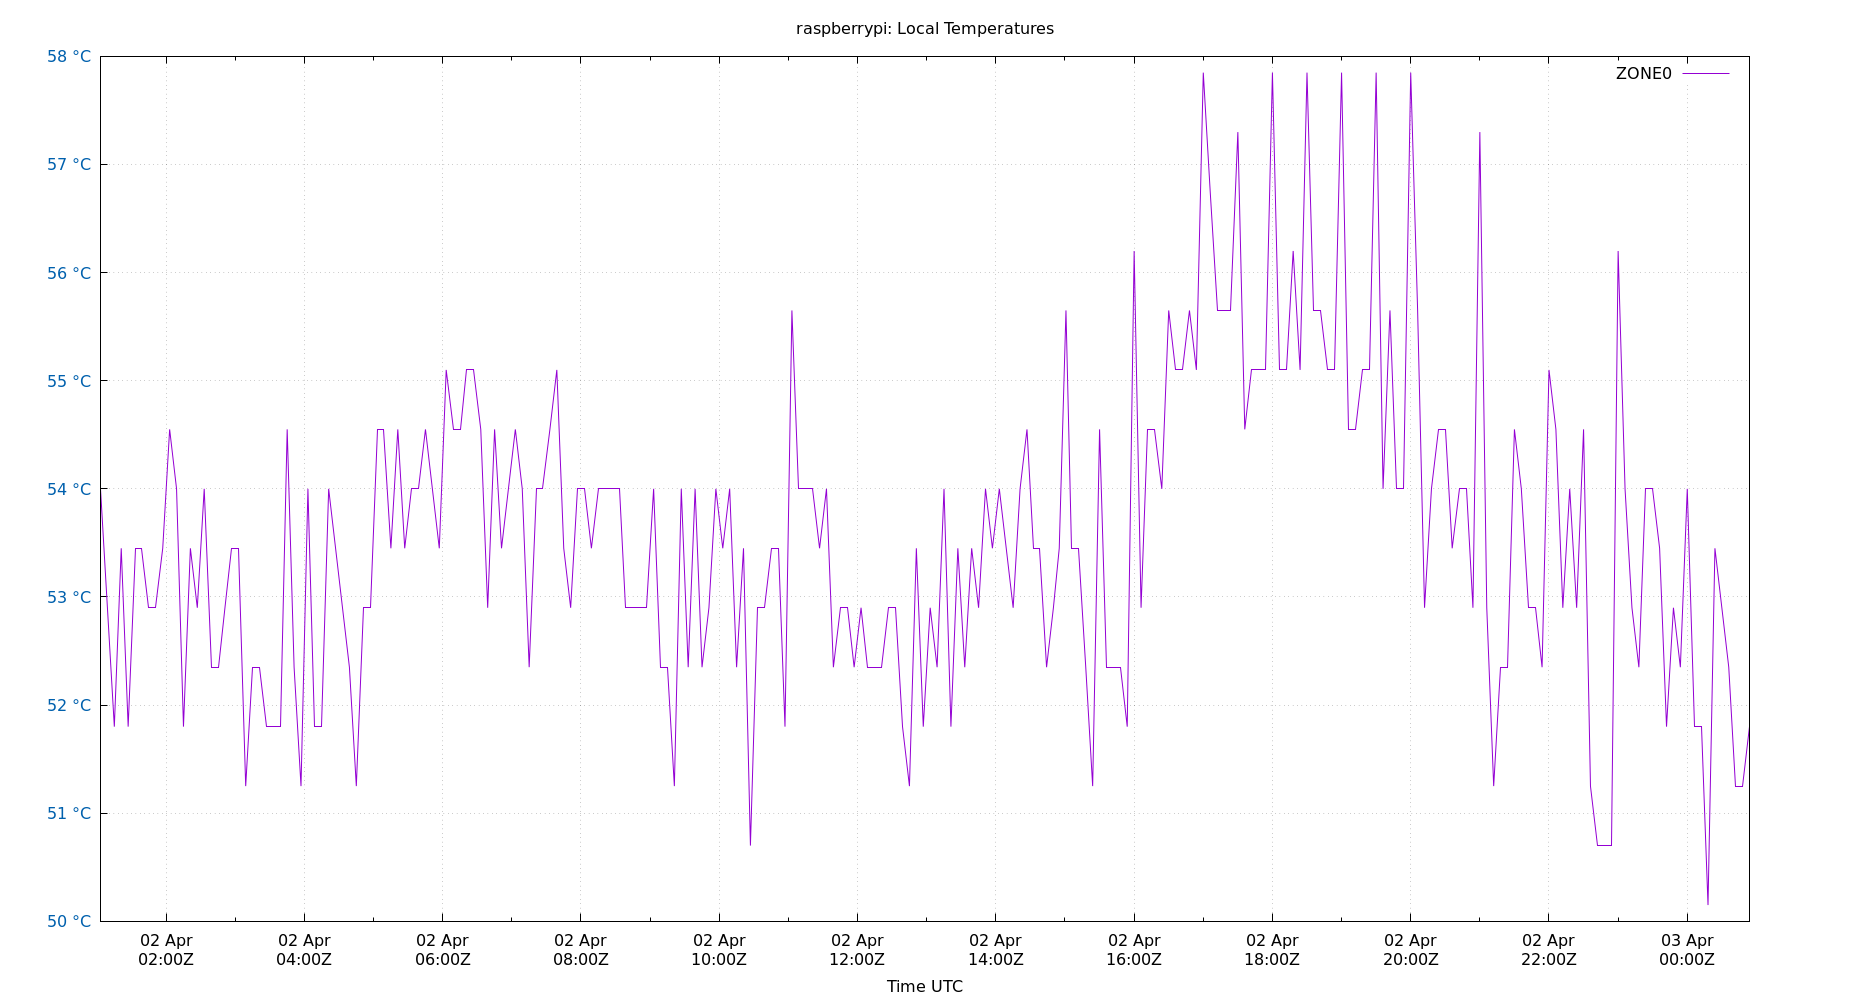 raspberrypi: Local Temperatures
58 °C
57 °C
56 °C
55 °C
54 °C
53 °C
52 °C
51 °C
50 °C
ZONE0
02 Apr
02:00Z
02 Apr
04:00Z
02 Apr
06:00Z
02 Apr
08:00Z
02 Apr
10:00Z
02 Apr
12:00Z
02 Apr
14:00Z
02 Apr
16:00Z
02 Apr
18:00Z
02 Apr
20:00Z
02 Apr
22:00Z
03 Apr
00:00Z
Time UTC